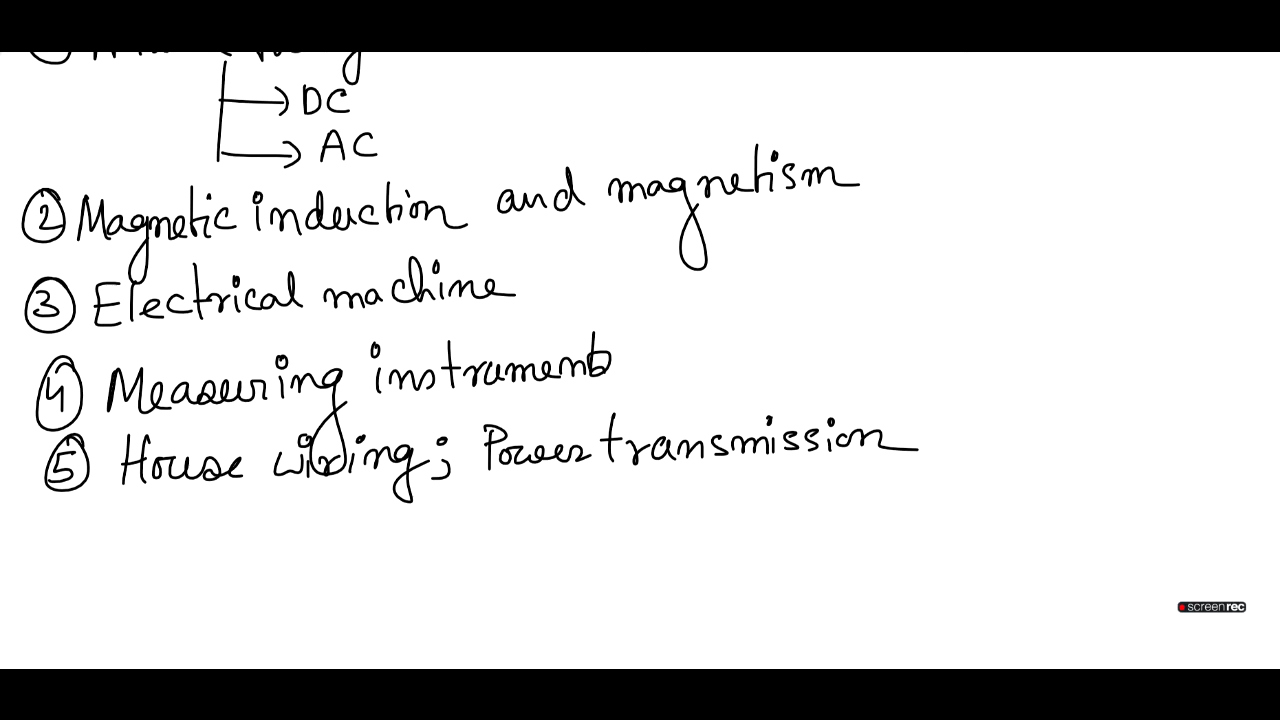 DC
AC
② Magnetic induction and magnetism
③ Electrical machine
④ Measuring instruments
⑤ House wiring; Power transmission
screenrec